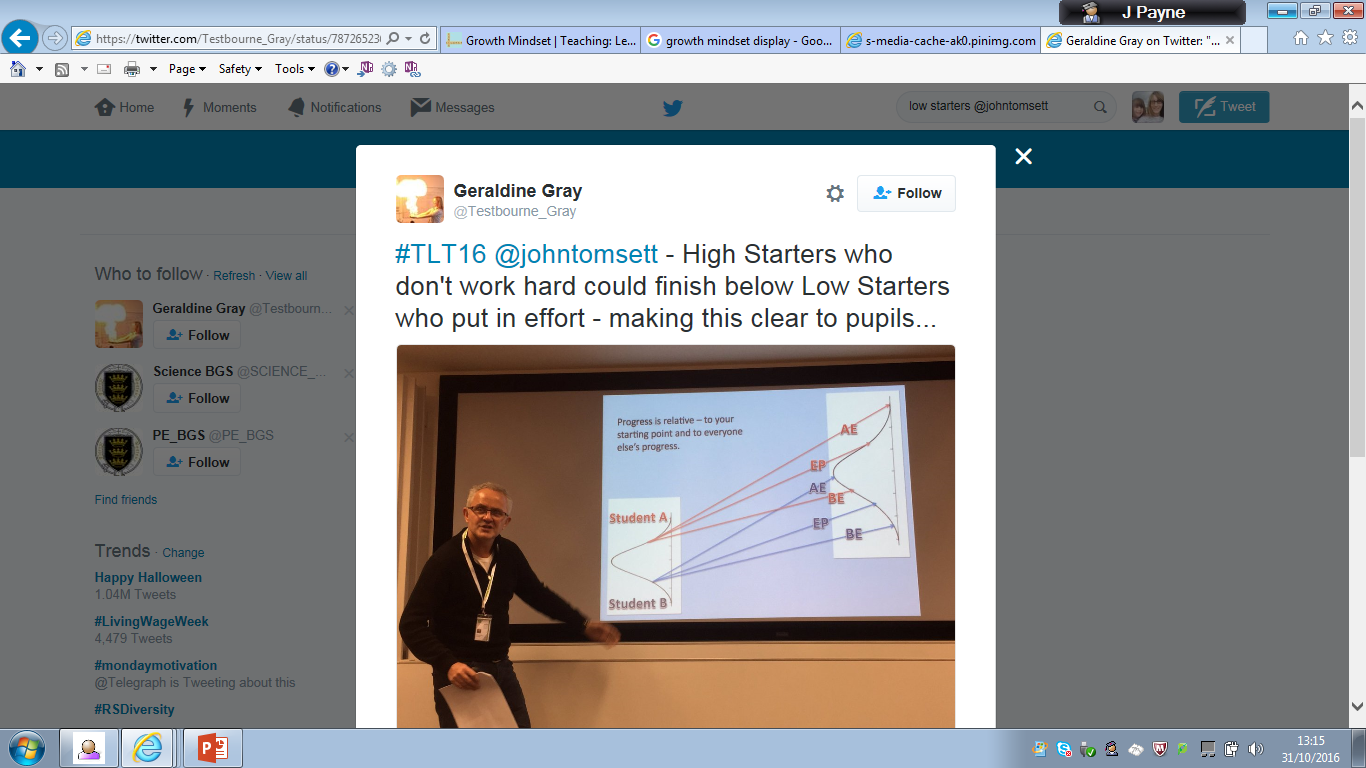 J Payne
https://twitter.com/Testbourne_Gray/status/78726523
Growth Mindset | Teaching: Le...
growth mindset display - Goo...
s-media-cache-ak0.pinimg.com
Geraldine Gray on Twitter: "...
Page Safety Tools
Home Moments Notifications Messages
low starters @johntomsett
Tweet
Geraldine Gray
@Testbourne_Gray
Follow
#TLT16 @johntomsett - High Starters who
don't work hard could finish below Low Starters
who put in effort - making this clear to pupils...
Progress is relative – to your
starting point and to everyone
else's progress.
AE
EP
AE
BE
EP
BE
Student A
Student B
Who to follow · Refresh · View all
Geraldine Gray @Testbourn...
Follow
Science BGS @SCIENCE_...
Follow
PE_BGS @PE_BGS
Follow
Find friends
Trends · Change
Happy Halloween
1.04M Tweets
#LivingWageWeek
4,479 Tweets
#mondaymotivation
@Telegraph is Tweeting about this
#RSDiversity
13:15
31/10/2016